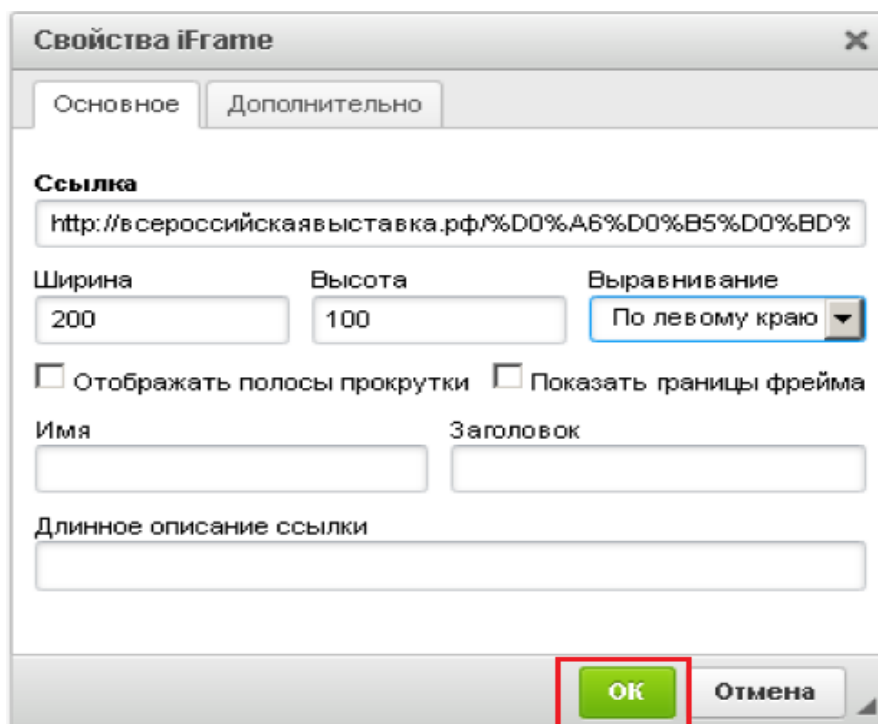 Свойства iFrame
Основное Дополнительно
Ссылка
http://всероссийскаявыставка.рф/%D0%A6%D0%B5%D0%BD%
Ширина Высота Выравнивание
200 100 По левому краю
Отображать полосы прокрутки Показать границы фрейма
Имя Заголовок
Длинное описание ссылки
ОК Отмена